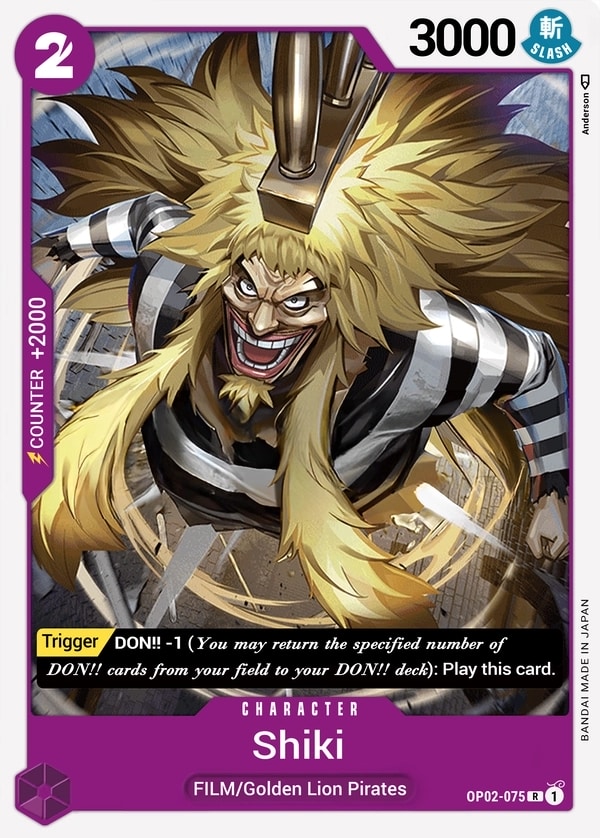 2
3000
斬
SLASH
Anderson
COUNTER +2000
Trigger DON!! -1 (You may return the specified number of
DON!! cards from your field to your DON!! deck): Play this card.
BANDAI MADE IN JAPAN
CHARACTER
Shiki
FILM/Golden Lion Pirates
OP02-075 R 1